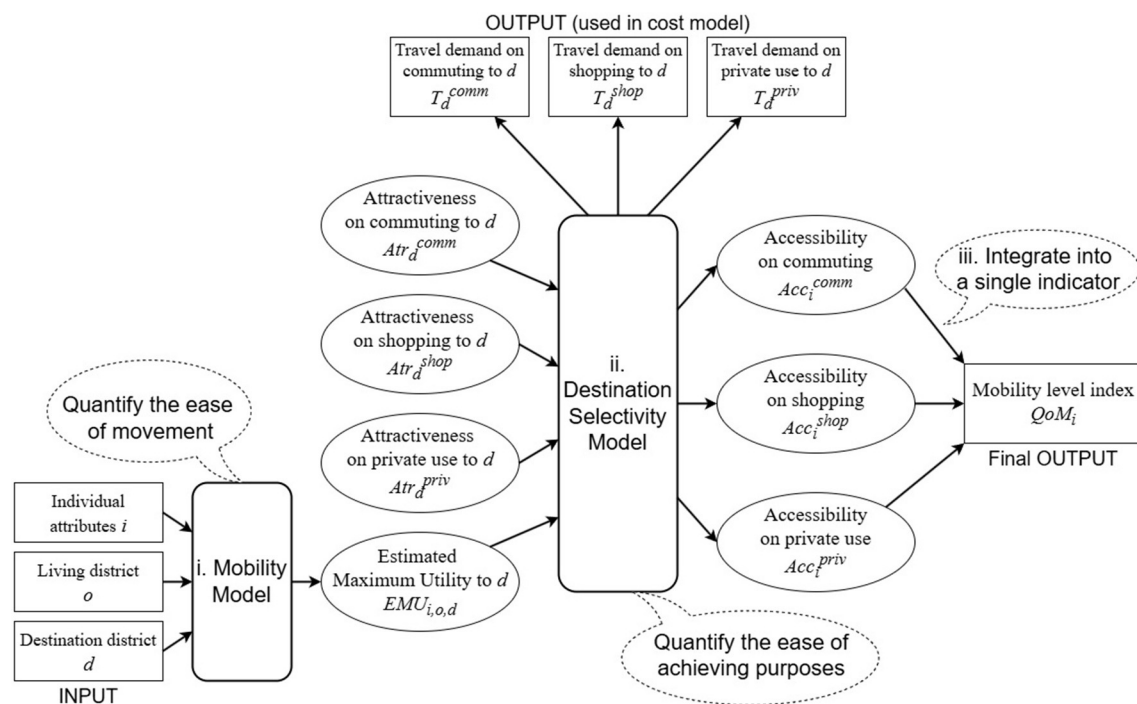 OUTPUT (used in cost model)
Travel demand on
commuting to d
T_d^comm
Travel demand on
shopping to d
T_d^shop
Travel demand on
private use to d
T_d^priv
Attractiveness
on commuting to d
Atr_d^comm
Attractiveness
on shopping to d
Atr_d^shop
Attractiveness
on private use to d
Atr_d^priv
Estimated
Maximum Utility to d
EMU_i,o,d
Quantify the ease
of movement
Individual
attributes i
Living district
o
Destination district
d
INPUT
i. Mobility
Model
ii.
Destination
Selectivity
Model
Quantify the ease of
achieving purposes
Accessibility
on commuting
Acc_i^comm
Accessibility
on shopping
Acc_i^shop
Accessibility
on private use
Acc_i^priv
iii. Integrate into
a single indicator
Mobility level index
QoM_i
Final OUTPUT